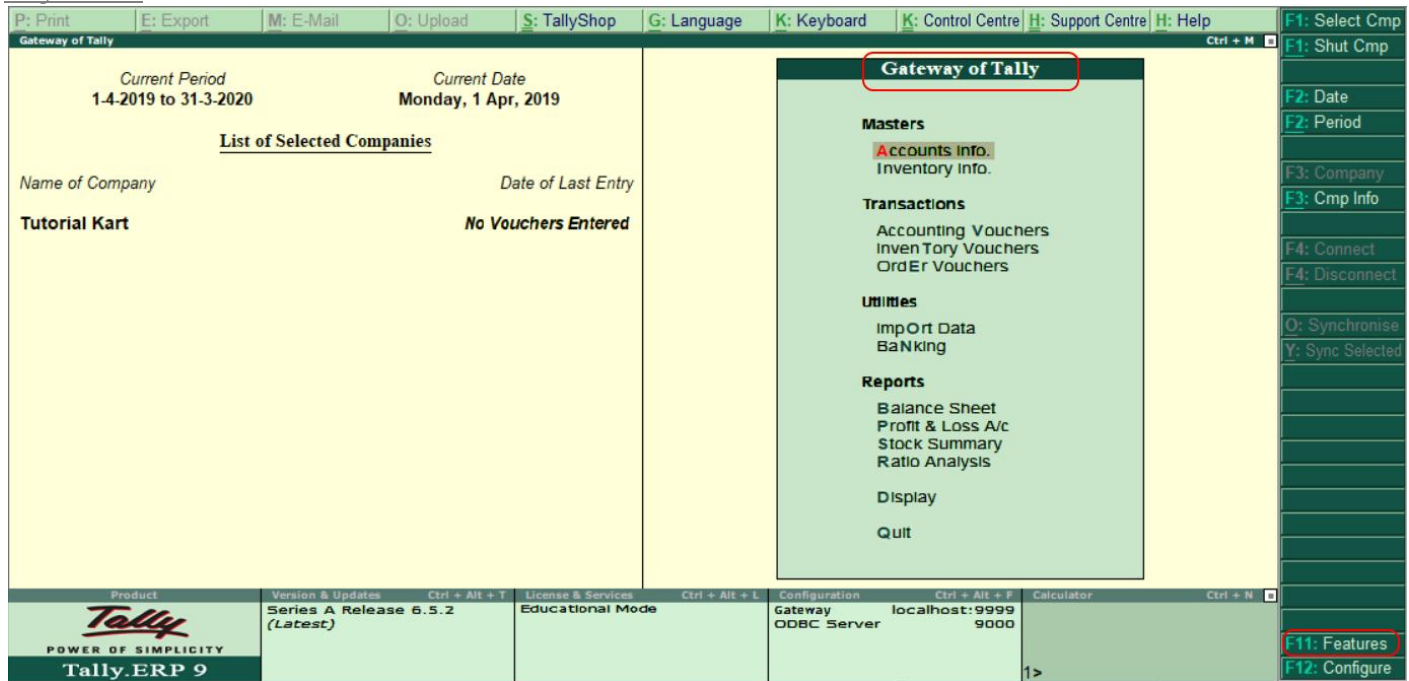 P: Print E: Export M: E-Mail O: Upload S: TallyShop G: Language K: Keyboard K: Control Centre H: Support Centre H: Help
Gateway of Tally Ctrl + M
Current Period Current Date
1-4-2019 to 31-3-2020 Monday, 1 Apr, 2019
List of Selected Companies
Name of Company Date of Last Entry
Tutorial Kart No Vouchers Entered
Gateway of Tally
Masters
Accounts Info.
Inventory Info.
Transactions
Accounting Vouchers
InvenTory Vouchers
OrdEr Vouchers
Utilities
ImpOrt Data
BaNking
Reports
Balance Sheet
Profit & Loss A/c
Stock Summary
Ratio Analysis
Display
Quit
F1: Select Cmp
F1: Shut Cmp
F2: Date
F2: Period
F3: Company
F3: Cmp Info
F4: Connect
F4: Disconnect
O: Synchronise
Y: Sync Selected
F11: Features
F12: Configure
Product
Tally
POWER OF SIMPLICITY
Tally.ERP 9
Version & Updates Ctrl + Alt + T
Series A Release 6.5.2
(Latest)
License & Services Ctrl + Alt + L
Educational Mode
Configuration Ctrl + Alt + F
Gateway localhost:9999
ODBC Server 9000
Calculator Ctrl + N
1>